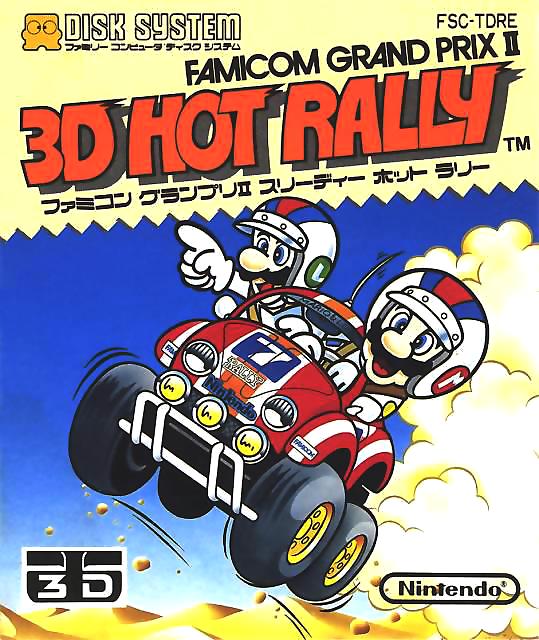 DISK SYSTEM
ファミリー コンピュータ ディスク システム
FSC-TDRE
FAMICOM GRAND PRIX II
3D HOT RALLY TM
ファミコン グランプリII スリーディー ホット ラリー
L
MARIO
7
RALLY
Nintendo
FAMICOM
3D
Nintendo